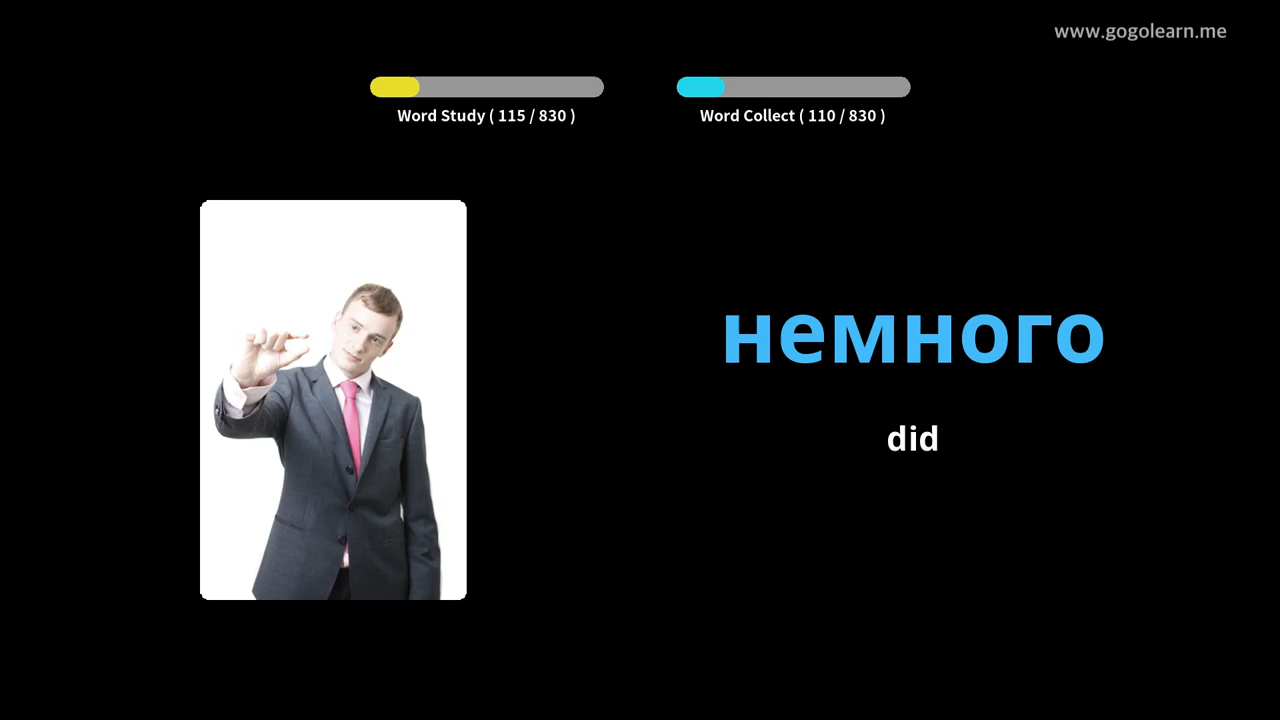 www.gogolearn.me
Word Study ( 115 / 830 )
Word Collect ( 110 / 830 )
немного
did